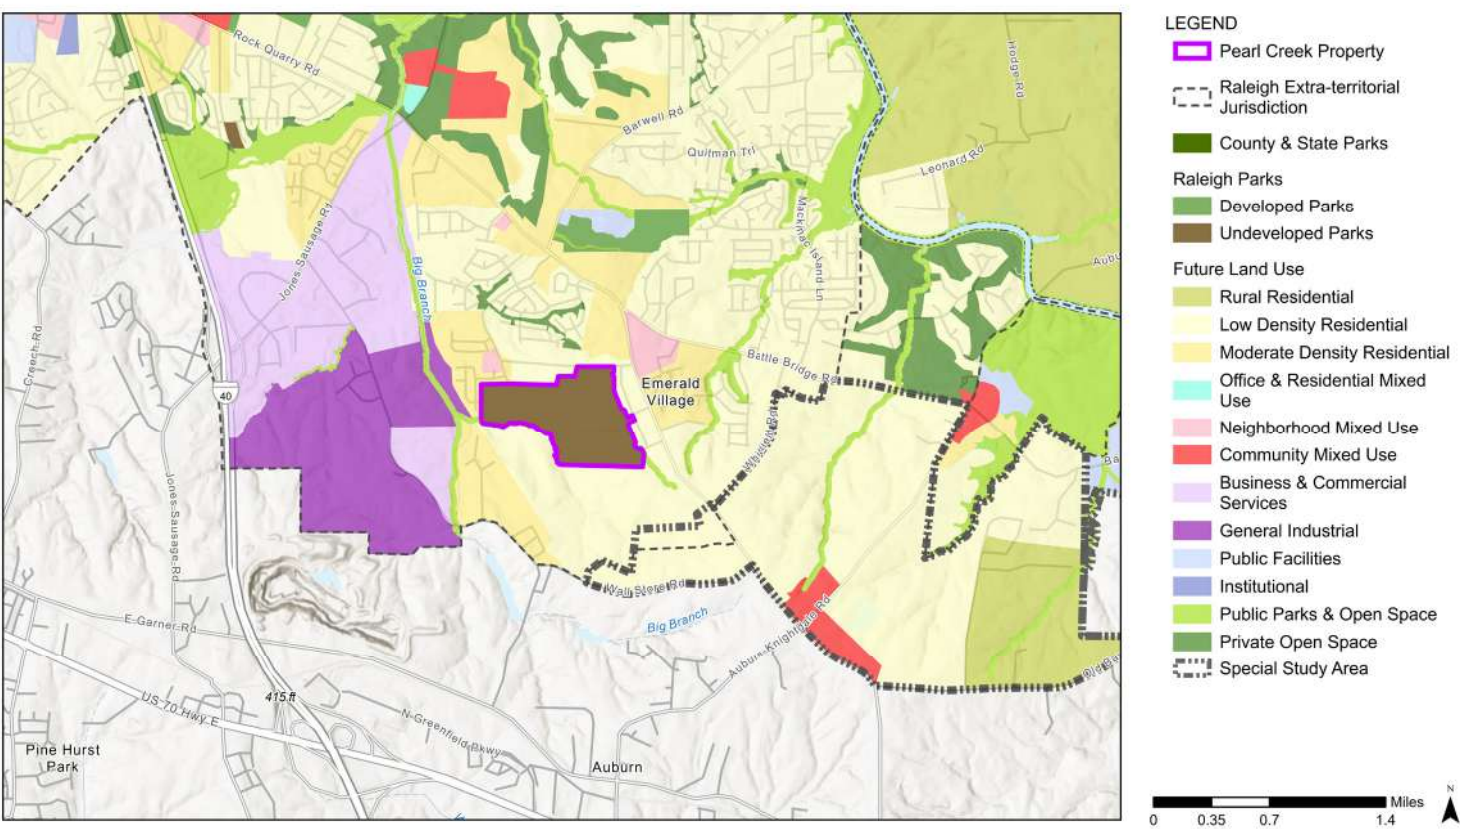 Rock Quarry Rd
Hodge Rd
Barwell Rd
Quitman Trl
Leonard Rd
Mackinac Island Ln
Jones Sausage Rd
Big Branch
Creech Rd
Battle Bridge Rd
Emerald
Village
40
Jones Sausage Rd
Wall Store Rd
Big Branch
Auburn-Knightdale Rd
E Garner Rd
US 70 Hwy E
415 ft
N Greenfield Pkwy
Pine Hurst
Park
Auburn
LEGEND
Pearl Creek Property
Raleigh Extra-territorial
Jurisdiction
County & State Parks
Raleigh Parks
Developed Parks
Undeveloped Parks
Future Land Use
Rural Residential
Low Density Residential
Moderate Density Residential
Office & Residential Mixed
Use
Neighborhood Mixed Use
Community Mixed Use
Business & Commercial
Services
General Industrial
Public Facilities
Institutional
Public Parks & Open Space
Private Open Space
Special Study Area
Miles
0 0.35 0.7 1.4
N